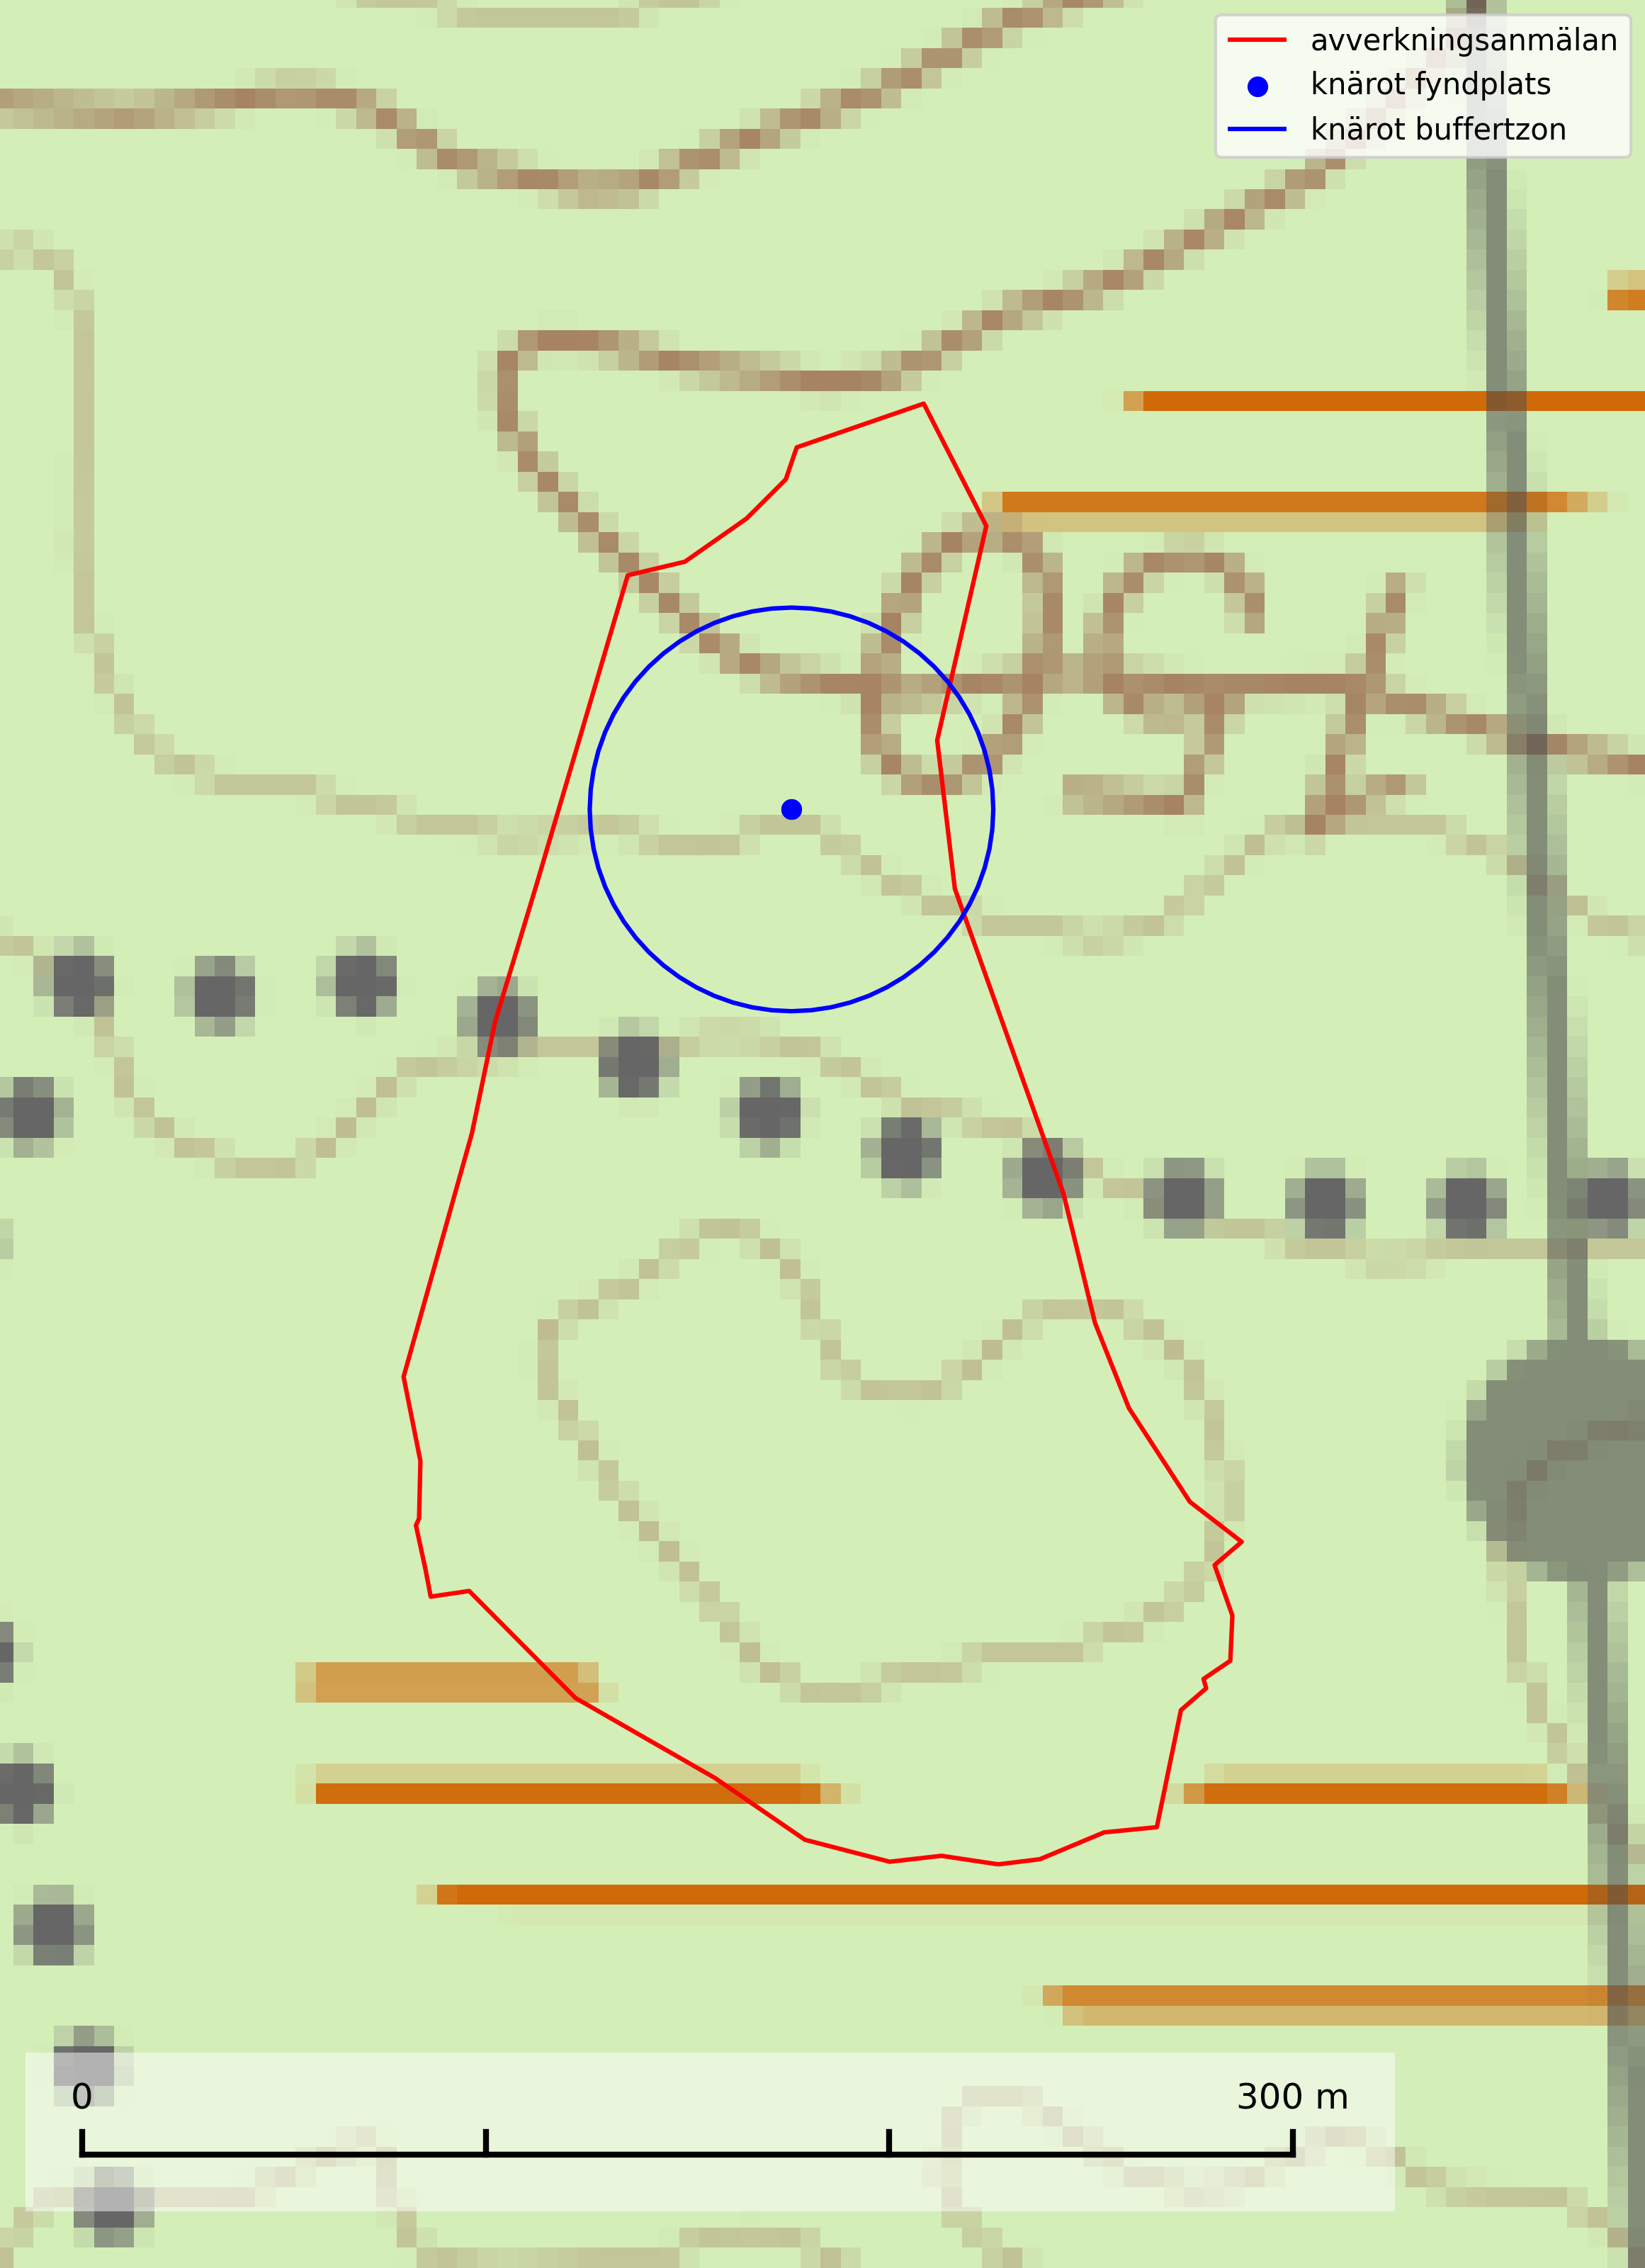 avverkningsanmälan
knärot fyndplats
knärot buffertzon
0 300 m